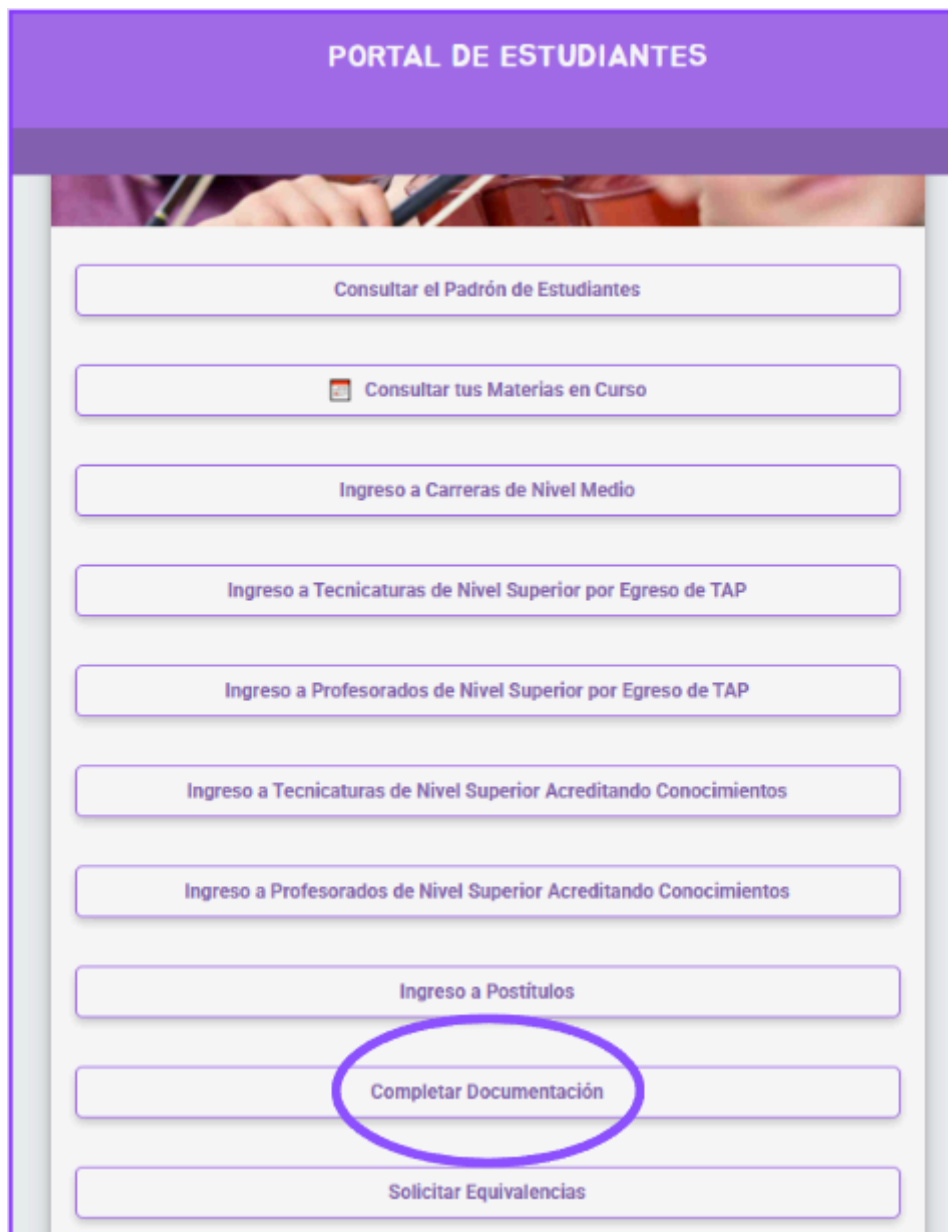 PORTAL DE ESTUDIANTES
Consultar el Padrón de Estudiantes
Consultar tus Materias en Curso
Ingreso a Carreras de Nivel Medio
Ingreso a Tecnicaturas de Nivel Superior por Egreso de TAP
Ingreso a Profesorados de Nivel Superior por Egreso de TAP
Ingreso a Tecnicaturas de Nivel Superior Acreditando Conocimientos
Ingreso a Profesorados de Nivel Superior Acreditando Conocimientos
Ingreso a Postítulos
Completar Documentación
Solicitar Equivalencias